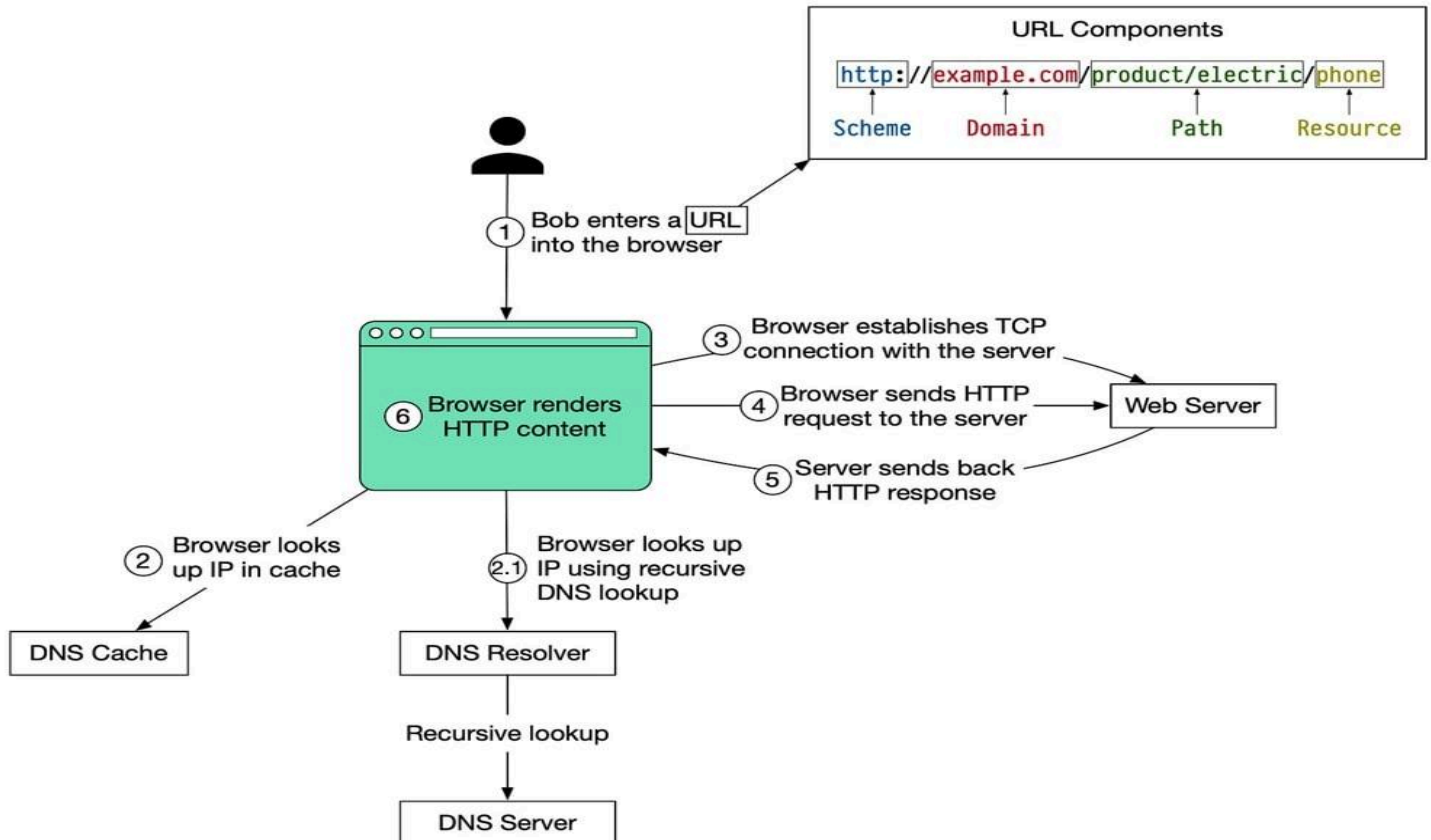 URL Components
http://example.com/product/electric/phone
Scheme Domain Path Resource
1 Bob enters a URL
into the browser
3 Browser establishes TCP
connection with the server
6 Browser renders
HTTP content
4 Browser sends HTTP
request to the server
Web Server
5 Server sends back
HTTP response
2 Browser looks
up IP in cache
2.1 Browser looks up
IP using recursive
DNS lookup
DNS Cache
DNS Resolver
Recursive lookup
DNS Server